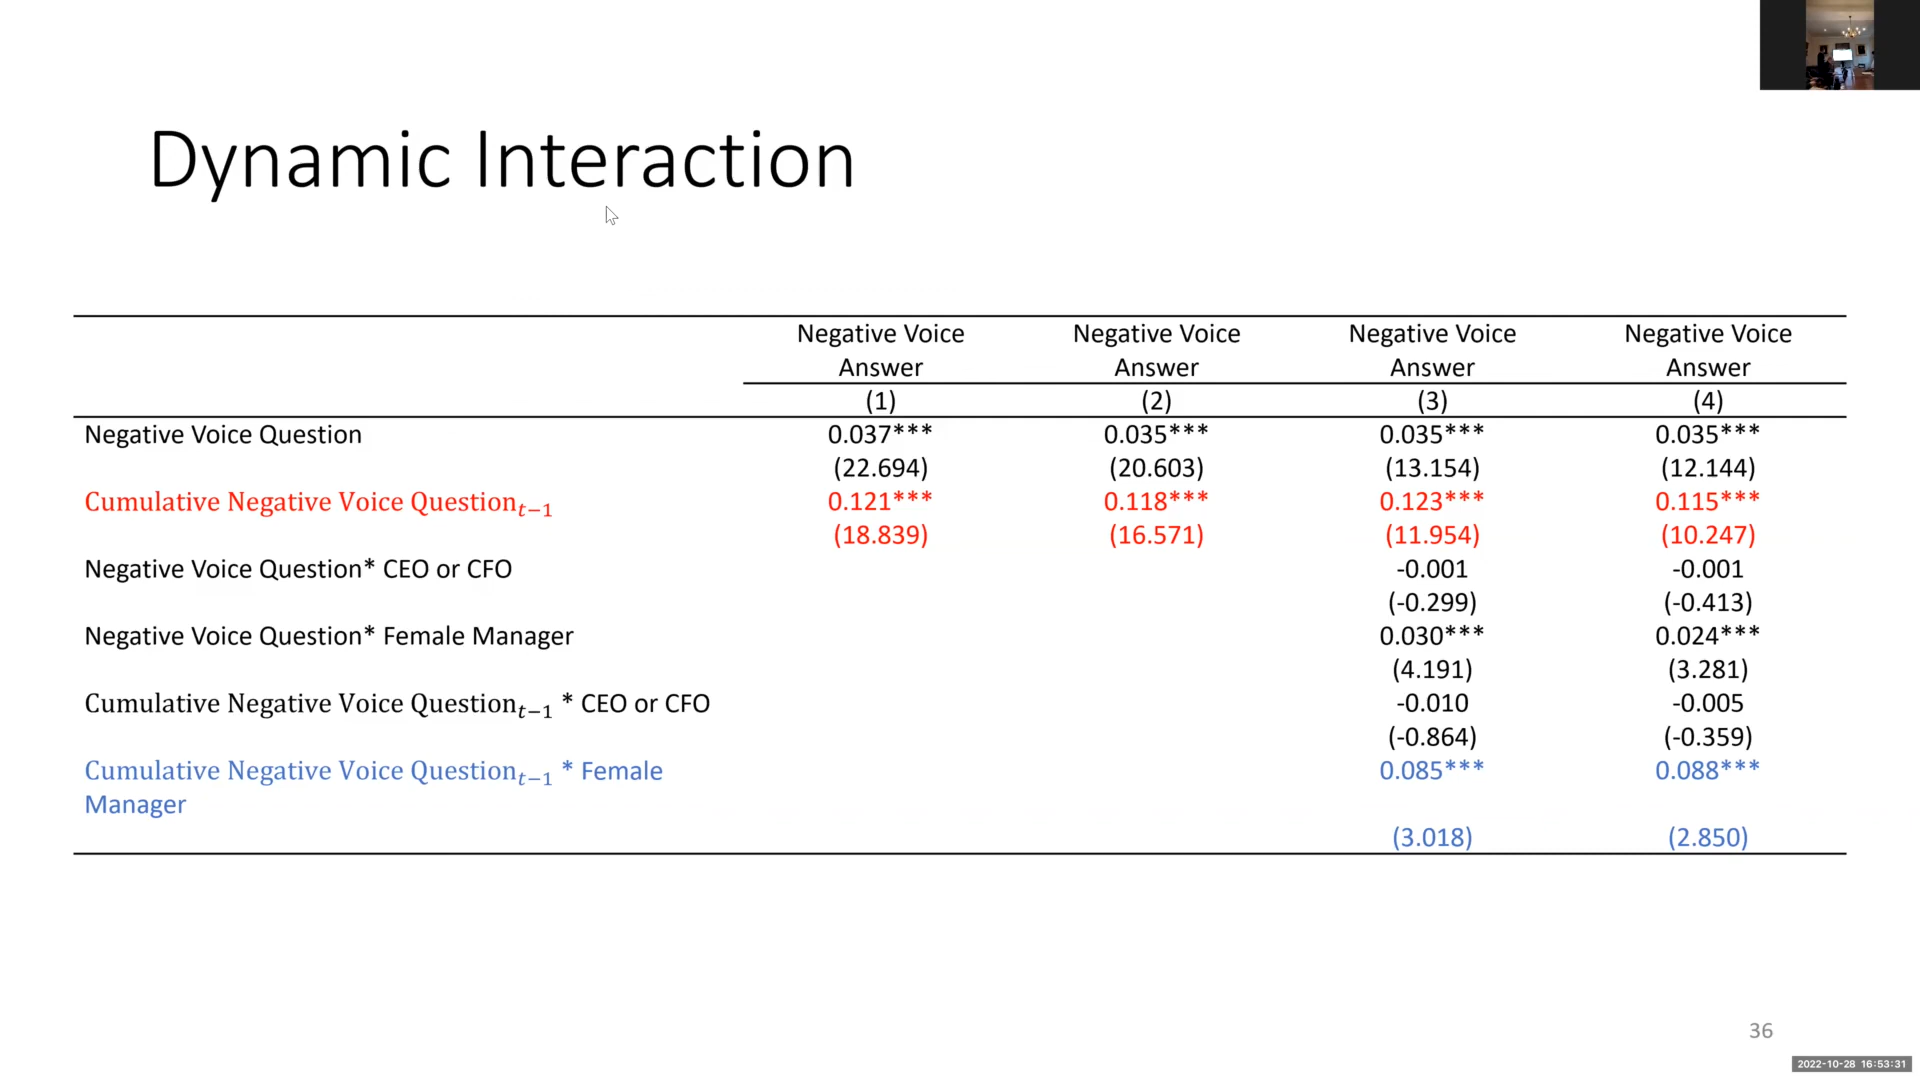 Dynamic Interaction
Negative Voice Answer Negative Voice Answer Negative Voice Answer Negative Voice Answer
(1) (2) (3) (4)
Negative Voice Question 0.037*** 0.035*** 0.035*** 0.035***
(22.694) (20.603) (13.154) (12.144)
Cumulative Negative Voice Question_{t−1} 0.121*** 0.118*** 0.123*** 0.115***
(18.839) (16.571) (11.954) (10.247)
Negative Voice Question* CEO or CFO -0.001 -0.001
(-0.299) (-0.413)
Negative Voice Question* Female Manager 0.030*** 0.024***
(4.191) (3.281)
Cumulative Negative Voice Question_{t−1} * CEO or CFO -0.010 -0.005
(-0.864) (-0.359)
Cumulative Negative Voice Question_{t−1} * Female 0.085*** 0.088***
Manager
(3.018) (2.850)
36
2022-10-28 16:53:31